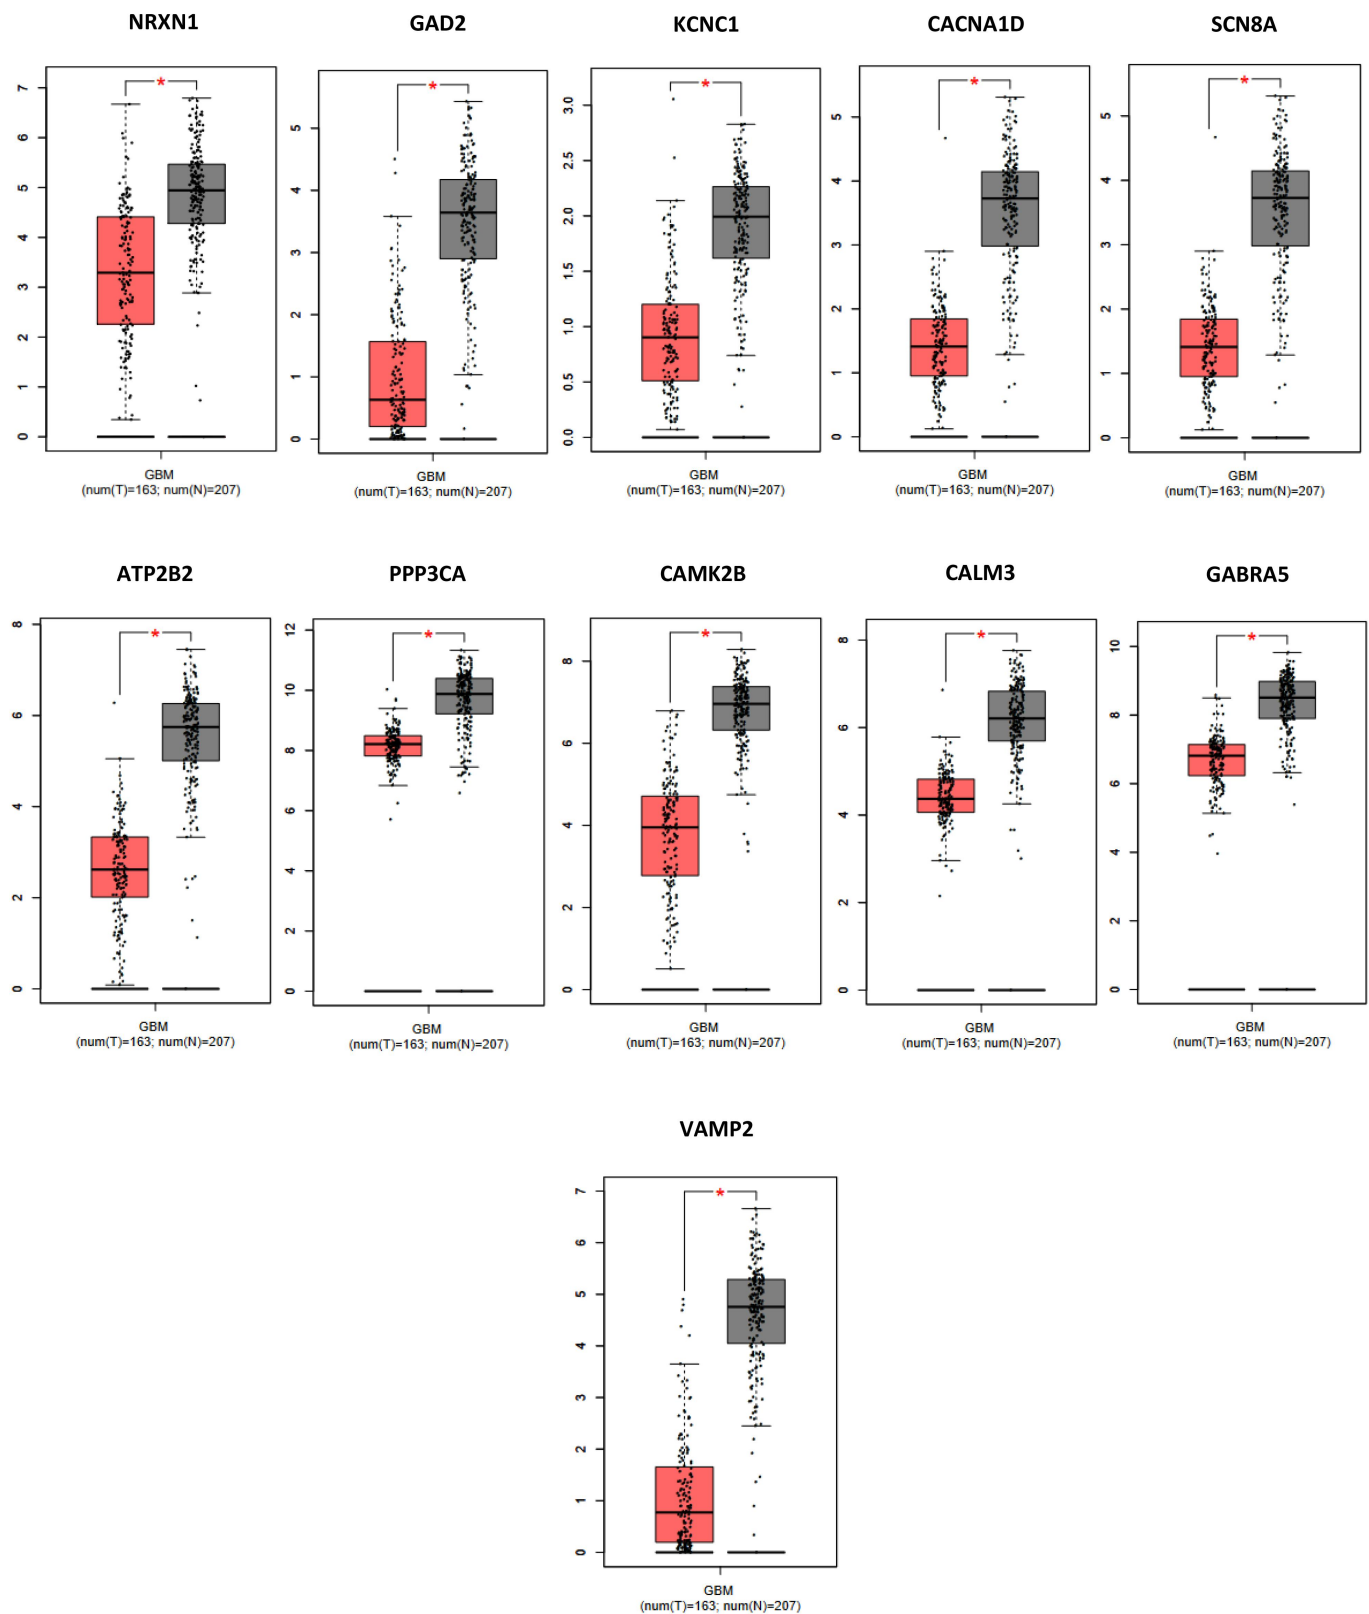 NRXN1 GAD2 KCNC1 CACNA1D SCN8A
* * * * *
7 6 5 4 3 2 1 0
5 4 3 2 1 0
3.0 2.5 2.0 1.5 1.0 0.5 0.0
5 4 3 2 1 0
5 4 3 2 1 0
GBM GBM GBM GBM GBM
(num(T)=163; num(N)=207) (num(T)=163; num(N)=207) (num(T)=163; num(N)=207) (num(T)=163; num(N)=207) (num(T)=163; num(N)=207)
ATP2B2 PPP3CA CAMK2B CALM3 GABRA5
* * * * *
8 6 4 2 0
12 10 8 6 4 2 0
8 6 4 2 0
8 6 4 2 0
10 8 6 4 2 0
GBM GBM GBM GBM GBM
(num(T)=163; num(N)=207) (num(T)=163; num(N)=207) (num(T)=163; num(N)=207) (num(T)=163; num(N)=207) (num(T)=163; num(N)=207)
VAMP2
*
7 6 5 4 3 2 1 0
GBM
(num(T)=163; num(N)=207)